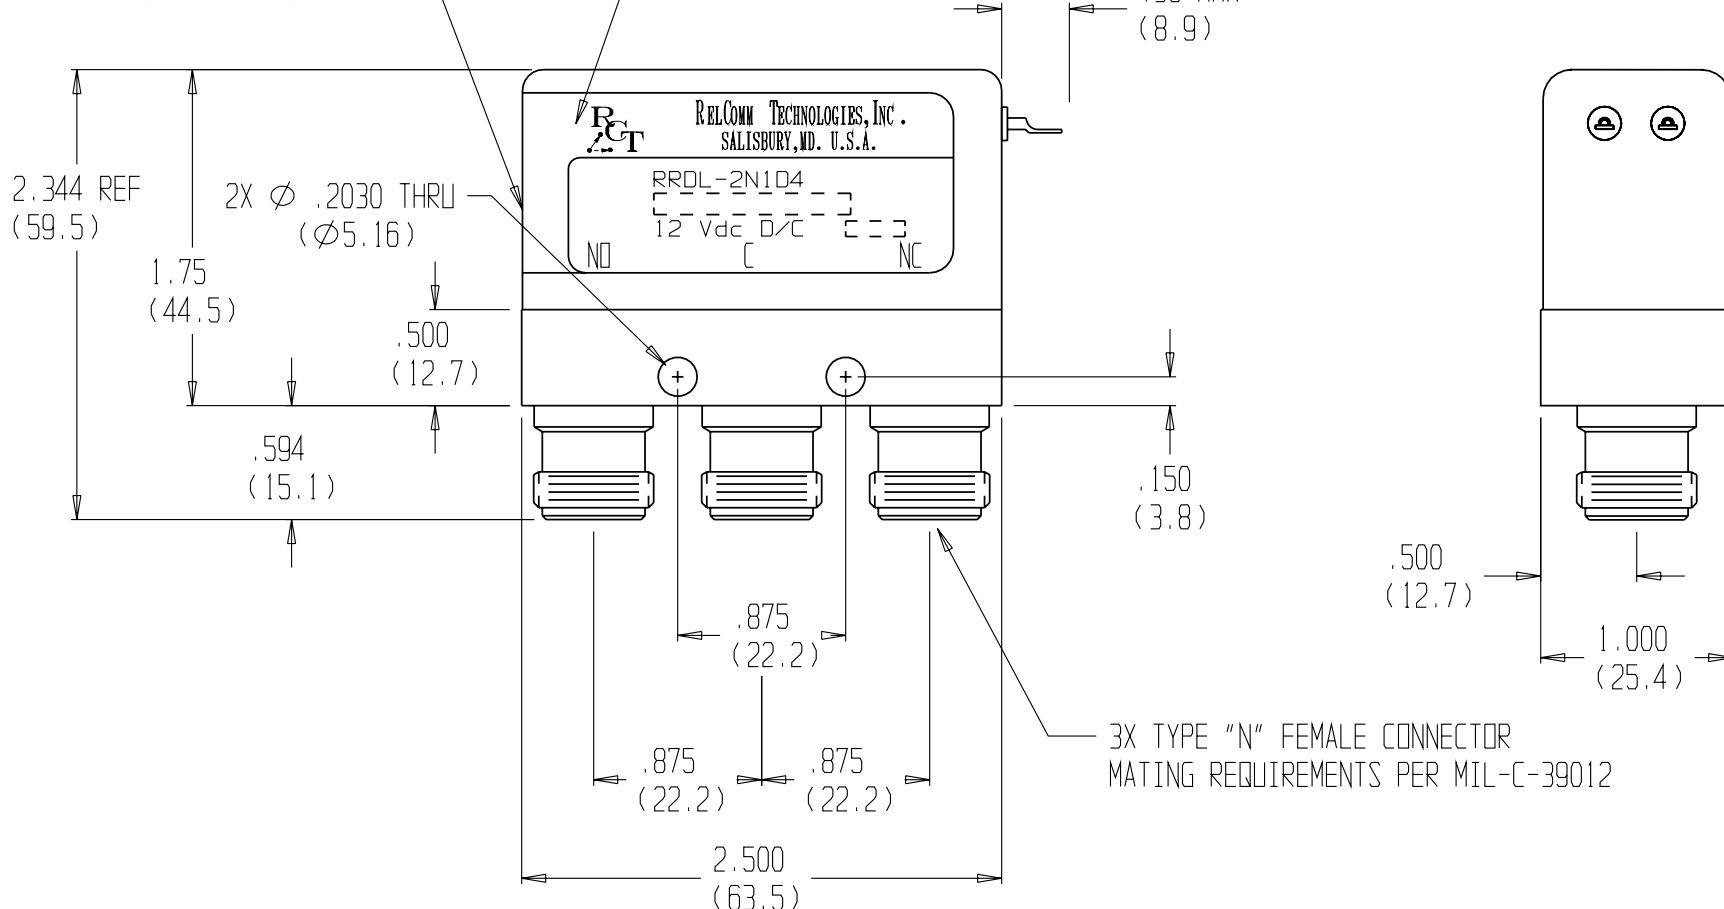 (8.9)
RCT
RELCOMM TECHNOLOGIES, INC.
SALISBURY, MD. U.S.A.
RRDL-2N1D4
12 Vdc D/C
NO C NC
2.344 REF
(59.5)
2X Ø .2030 THRU
(Ø5.16)
1.75
(44.5)
.500
(12.7)
.594
(15.1)
.150
(3.8)
.500
(12.7)
.875
(22.2)
1.000
(25.4)
3X TYPE "N" FEMALE CONNECTOR
MATING REQUIREMENTS PER MIL-C-39012
.875
(22.2)
.875
(22.2)
2.500
(63.5)